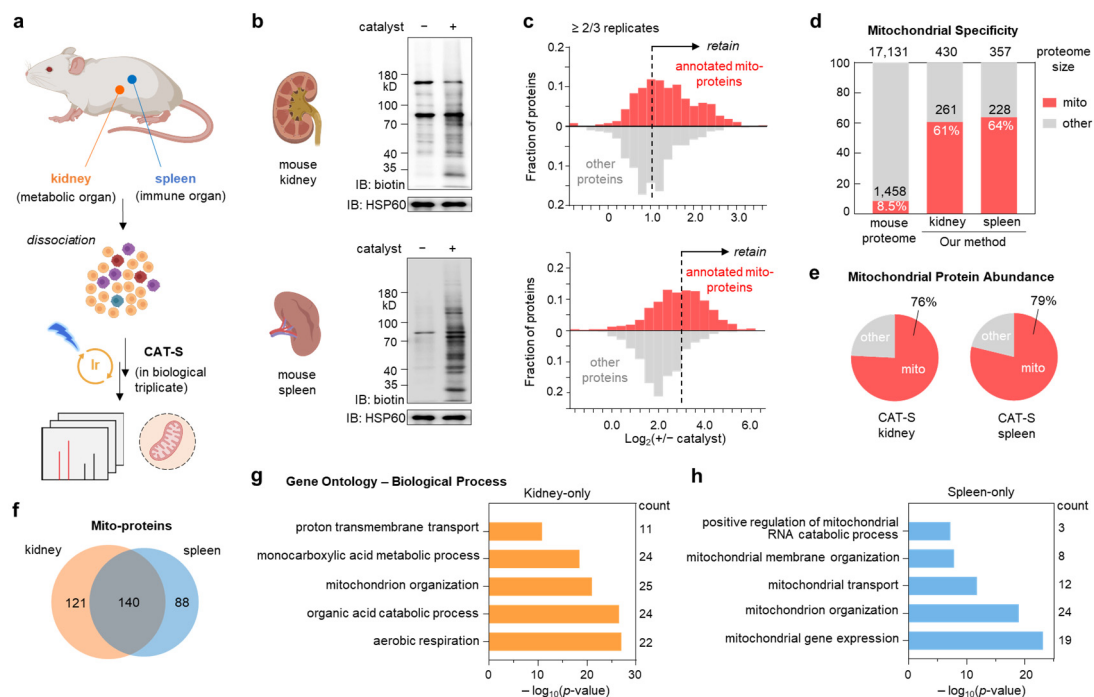 a
kidney
(metabolic organ)
spleen
(immune organ)
dissociation
Ir
CAT-S
(in biological
triplicate)
b
catalyst − +
180
kD
100
70
40
35
IB: biotin
IB: HSP60
mouse
kidney
catalyst − +
180
kD
100
70
40
35
IB: biotin
IB: HSP60
mouse
spleen
c
≥ 2/3 replicates
retain
annotated mito-
proteins
other
proteins
Fraction of proteins
0.2
0.1
0
0.1
0.2
0 1.0 2.0 3.0
retain
annotated mito-
proteins
other
proteins
Fraction of proteins
0.2
0.1
0
0.1
0.2
0.0 2.0 4.0 6.0
Log2(+/− catalyst)
d
Mitochondrial Specificity
17,131 430 357 proteome
size
100
80
60
40
20
0
1,458
8.5%
261
61%
228
64%
mito
other
mouse
proteome
kidney spleen
Our method
e
Mitochondrial Protein Abundance
76%
other
mito
CAT-S
kidney
79%
other
mito
CAT-S
spleen
f
Mito-proteins
kidney
spleen
121 140 88
g
Gene Ontology – Biological Process
Kidney-only
count
proton transmembrane transport 11
monocarboxylic acid metabolic process 24
mitochondrion organization 25
organic acid catabolic process 24
aerobic respiration 22
0 10 20 30
− log10(p-value)
h
Spleen-only
count
positive regulation of mitochondrial
RNA catabolic process 3
mitochondrial membrane organization 8
mitochondrial transport 12
mitochondrion organization 24
mitochondrial gene expression 19
0 10 20
− log10(p-value)